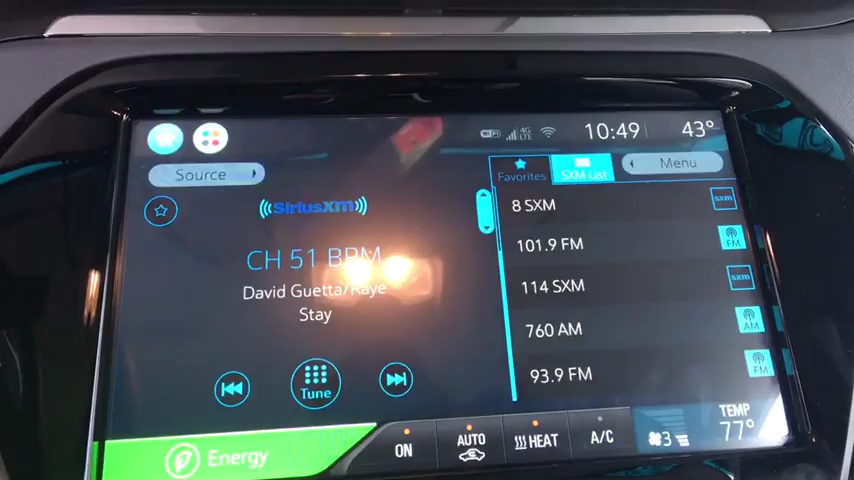 4G
LTE
10:49
43°
Source
Favorites
SXM List
Menu
((SiriusXM))
CH 51 BPM
David Guetta/Raye
Stay
8 SXM
sxm
101.9 FM
FM
114 SXM
sxm
760 AM
AM
93.9 FM
FM
Tune
Energy
ON
AUTO
HEAT
A/C
3
TEMP
77°